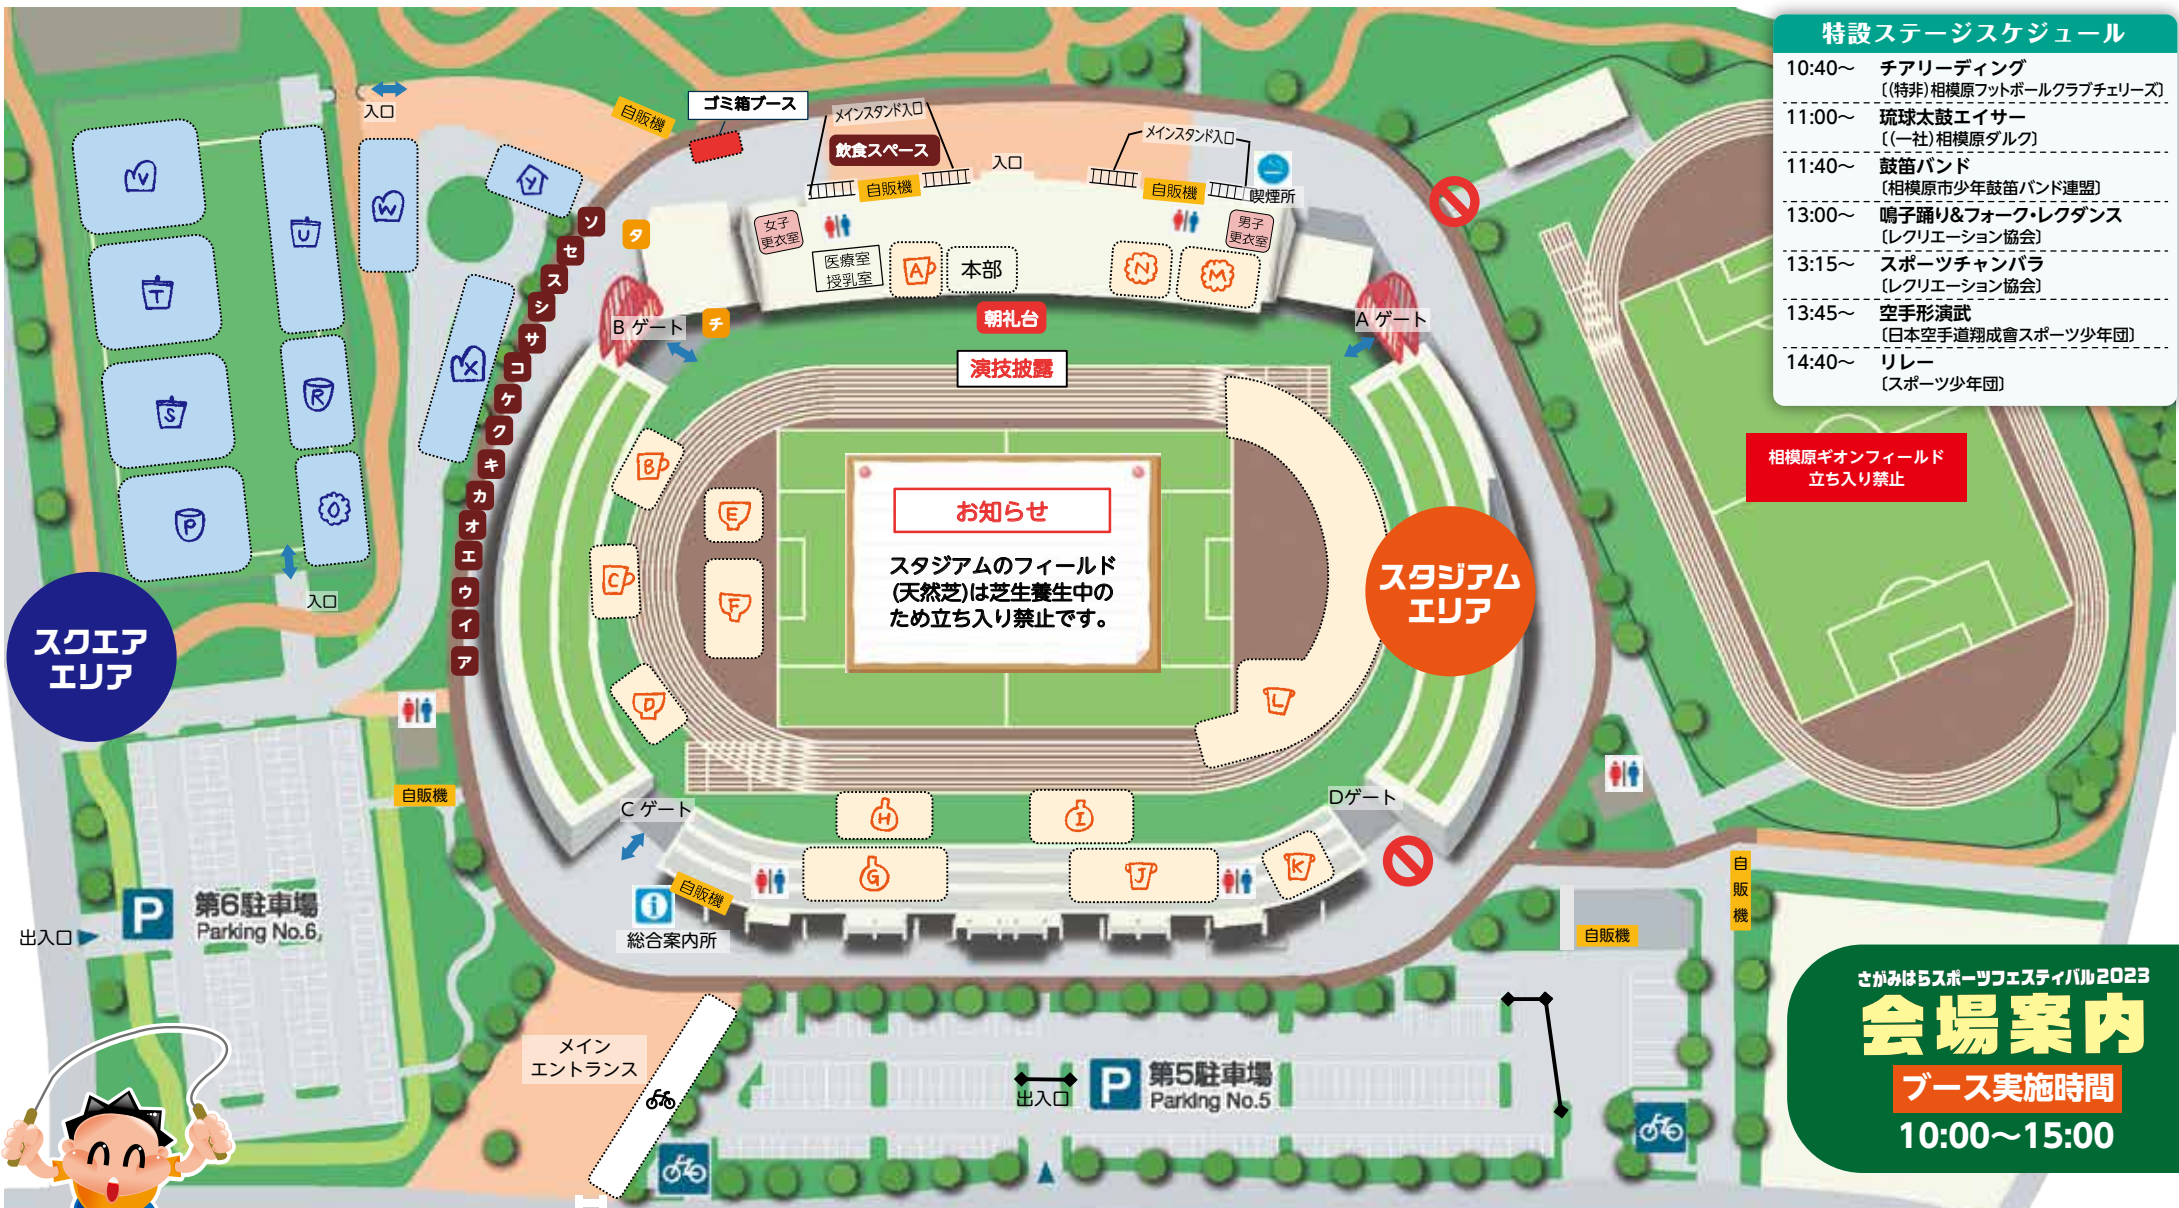 特設ステージスケジュール
10:40〜 チアリーディング
〔(特非)相模原フットボールクラブチェリーズ〕
11:00〜 琉球太鼓エイサー
〔(一社)相模原ダルク〕
11:40〜 鼓笛バンド
〔相模原市少年鼓笛バンド連盟〕
13:00〜 鳴子踊り&フォーク・レクダンス
〔レクリエーション協会〕
13:15〜 スポーツチャンバラ
〔レクリエーション協会〕
13:45〜 空手形演武
〔日本空手道翔成會スポーツ少年団〕
14:40〜 リレー
〔スポーツ少年団〕
相模原ギオンフィールド
立ち入り禁止
入口
自販機
ゴミ箱ブース
メインスタンド入口
飲食スペース
自販機
入口
メインスタンド入口
自販機
喫煙所
女子
更衣室
男子
更衣室
医療室
授乳室
A
本部
N
M
朝礼台
演技披露
B ゲート
A ゲート
タ
チ
ソ
セ
ス
シ
サ
コ
ケ
ク
キ
カ
オ
エ
ウ
イ
ア
V
U
W
Y
T
X
S
R
P
O
入口
スクエア
エリア
B
C
D
E
F
お知らせ
スタジアムのフィールド
(天然芝)は芝生養生中の
ため立ち入り禁止です。
スタジアム
エリア
L
C ゲート
Dゲート
H
I
G
J
K
自販機
自販機
i
総合案内所
P
第6駐車場
Parking No.6
出入口
メイン
エントランス
出入口
P
第5駐車場
Parking No.5
自販機
自販機
さがみはらスポーツフェスティバル2023
会場案内
ブース実施時間
10:00〜15:00